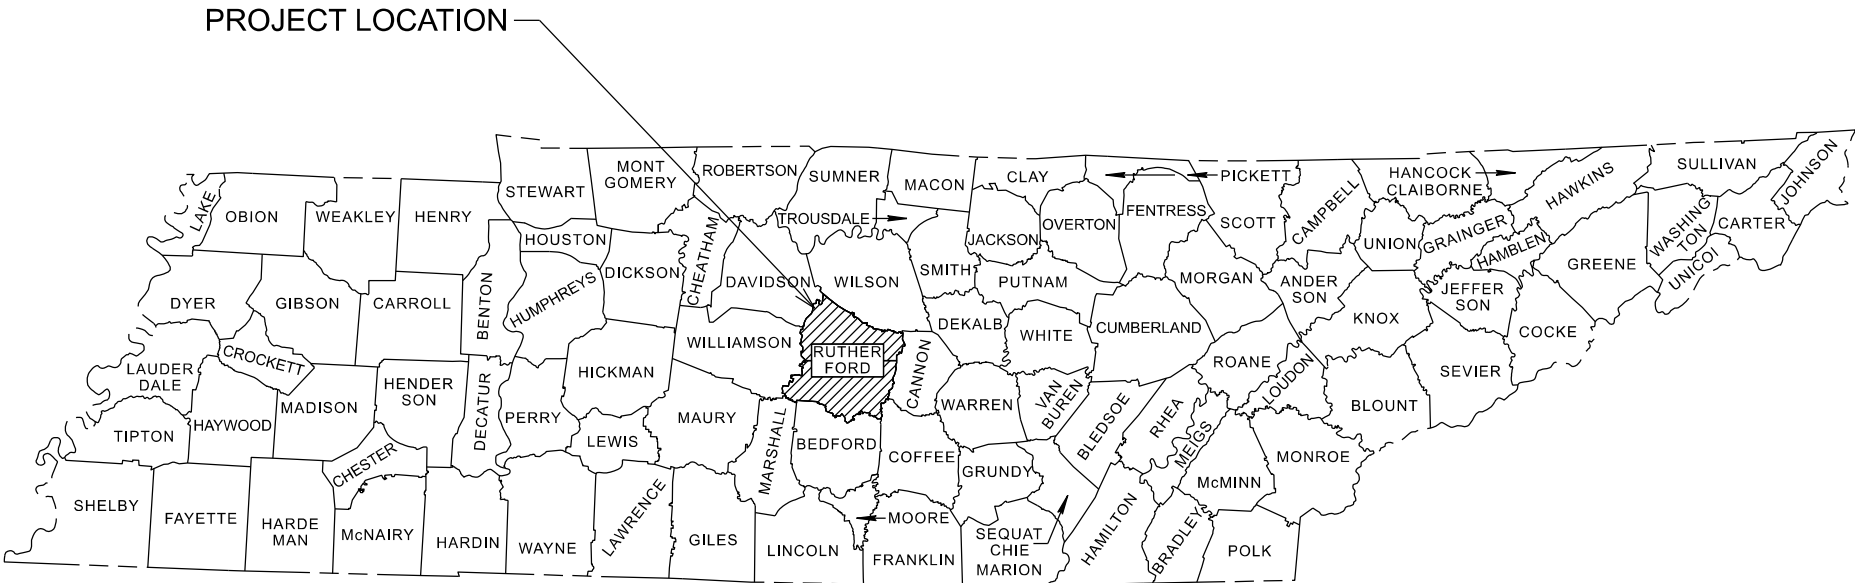 PROJECT LOCATION
LAKE
OBION
WEAKLEY
HENRY
STEWART
MONT
GOMERY
ROBERTSON
SUMNER
MACON
CLAY
PICKETT
HANCOCK
CLAIBORNE
HAWKINS
SULLIVAN
JOHNSON
TROUSDALE
JACKSON
OVERTON
FENTRESS
SCOTT
CAMPBELL
UNION
GRAINGER
HAMBLEN
WASHING
TON
CARTER
UNICOI
GREENE
HOUSTON
DICKSON
CHEATHAM
DAVIDSON
WILSON
SMITH
PUTNAM
MORGAN
ANDER
SON
JEFFER
SON
DYER
GIBSON
CARROLL
BENTON
HUMPHREYS
WILLIAMSON
RUTHER
FORD
CANNON
DEKALB
WHITE
CUMBERLAND
KNOX
COCKE
LAUDER
DALE
CROCKETT
HENDER
SON
DECATUR
HICKMAN
ROANE
LOUDON
SEVIER
TIPTON
HAYWOOD
MADISON
PERRY
LEWIS
MAURY
MARSHALL
BEDFORD
WARREN
VAN
BUREN
BLEDSOE
RHEA
MEIGS
BLOUNT
CHESTER
COFFEE
GRUNDY
McMINN
MONROE
SHELBY
FAYETTE
HARDE
MAN
McNAIRY
HARDIN
WAYNE
LAWRENCE
GILES
LINCOLN
MOORE
FRANKLIN
SEQUAT
CHIE
MARION
HAMILTON
BRADLEY
POLK